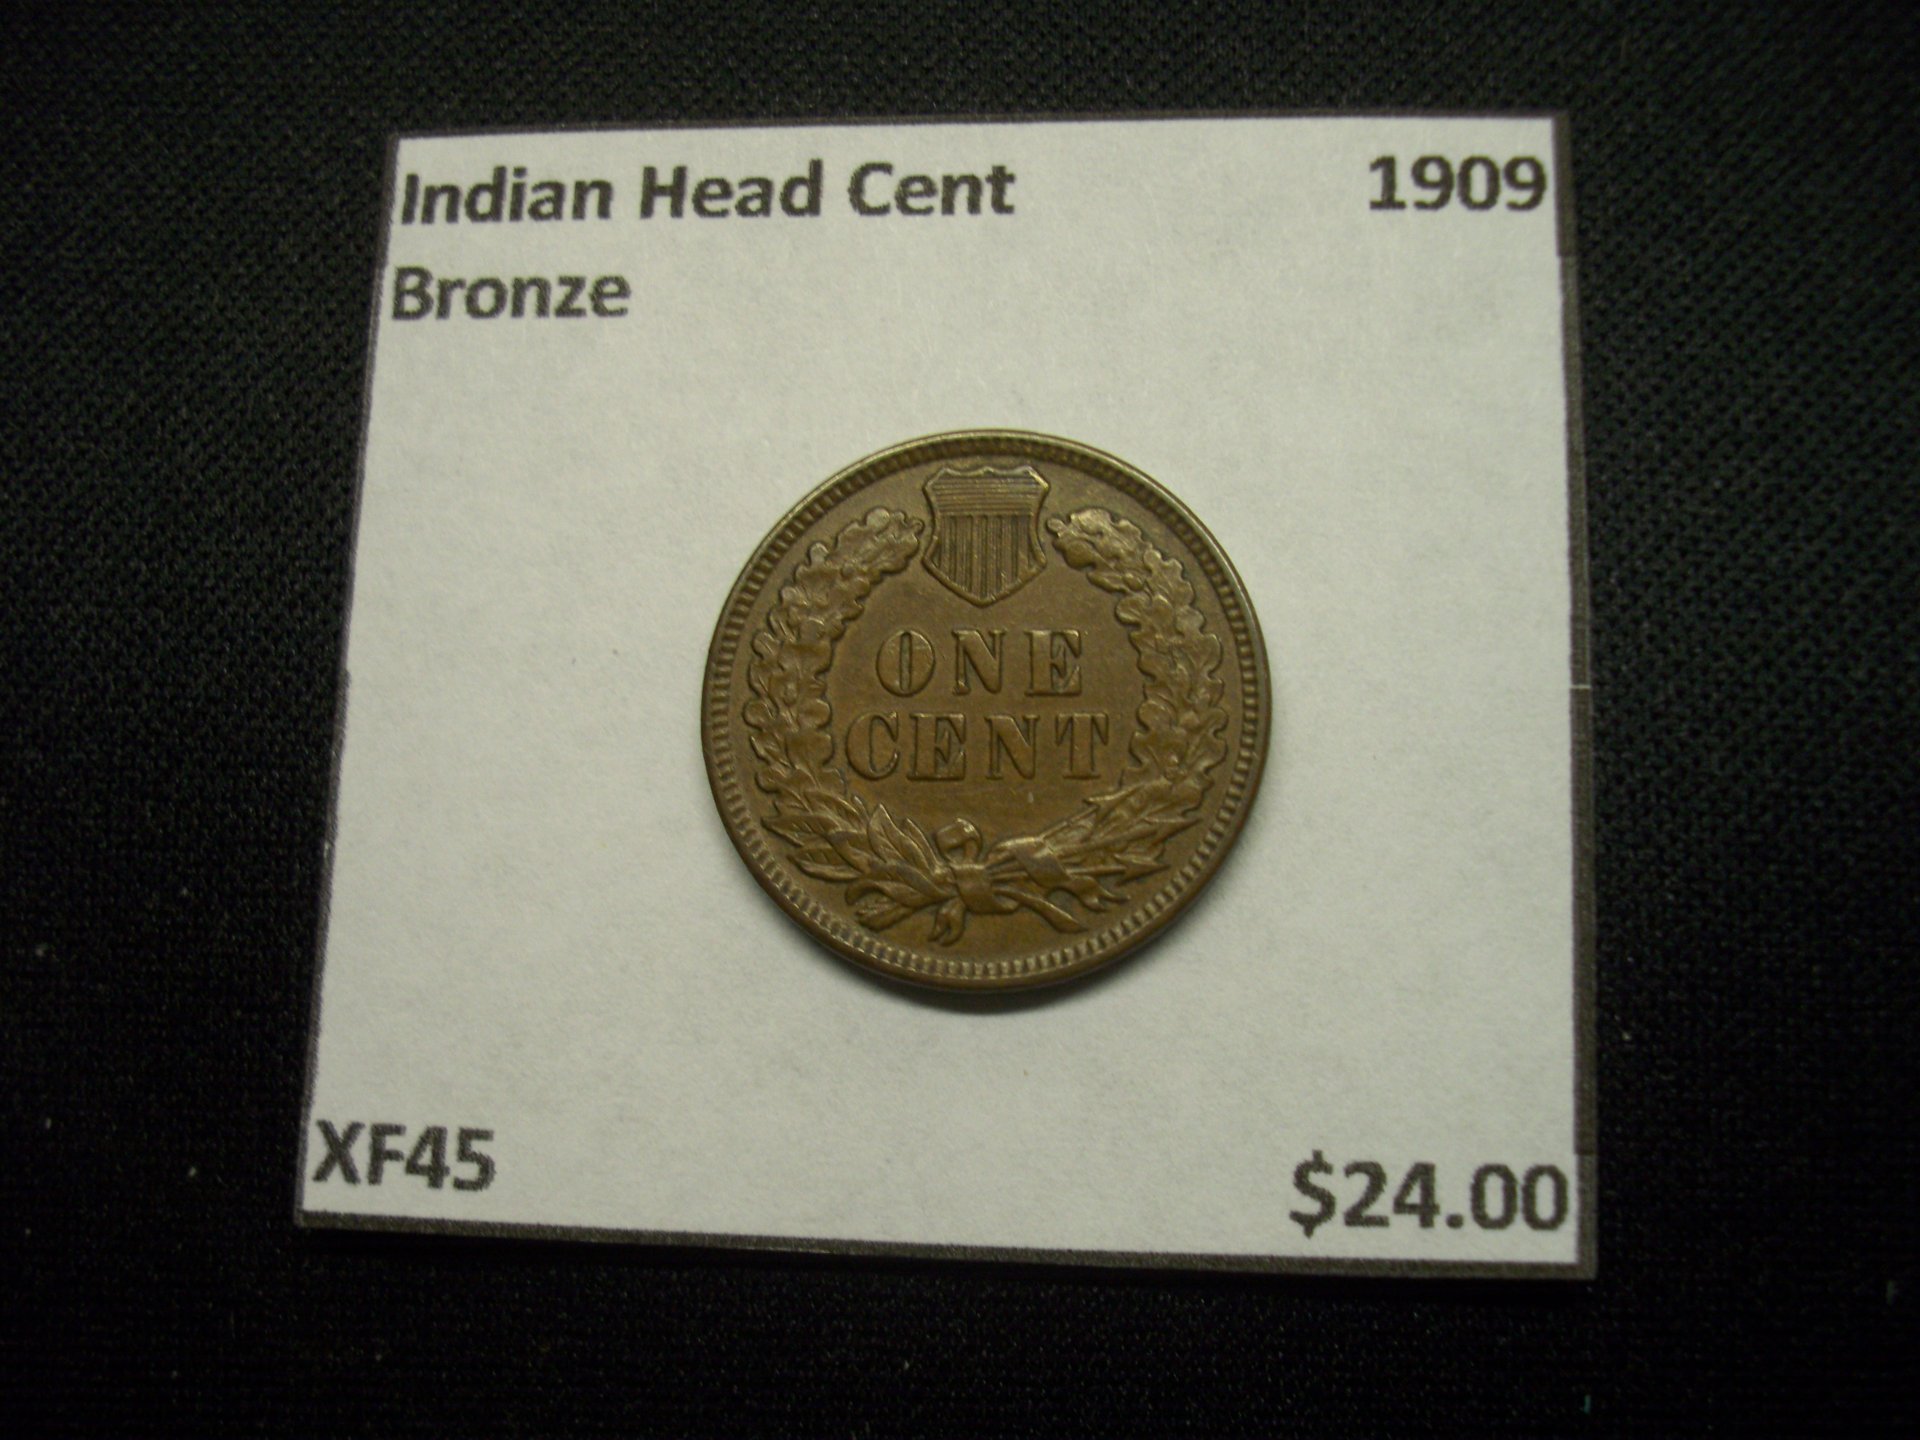 Indian Head Cent 1909
Bronze
ONE
CENT
XF45 $24.00